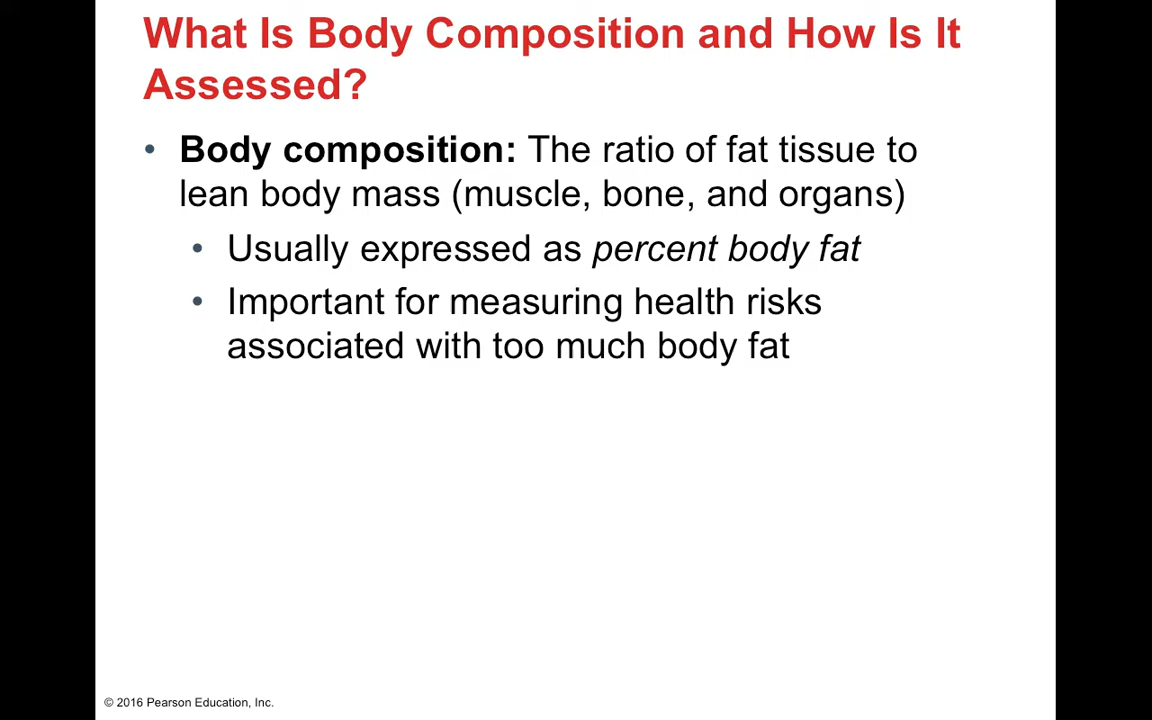 What Is Body Composition and How Is It
Assessed?
• Body composition: The ratio of fat tissue to
lean body mass (muscle, bone, and organs)
• Usually expressed as percent body fat
• Important for measuring health risks
associated with too much body fat
© 2016 Pearson Education, Inc.